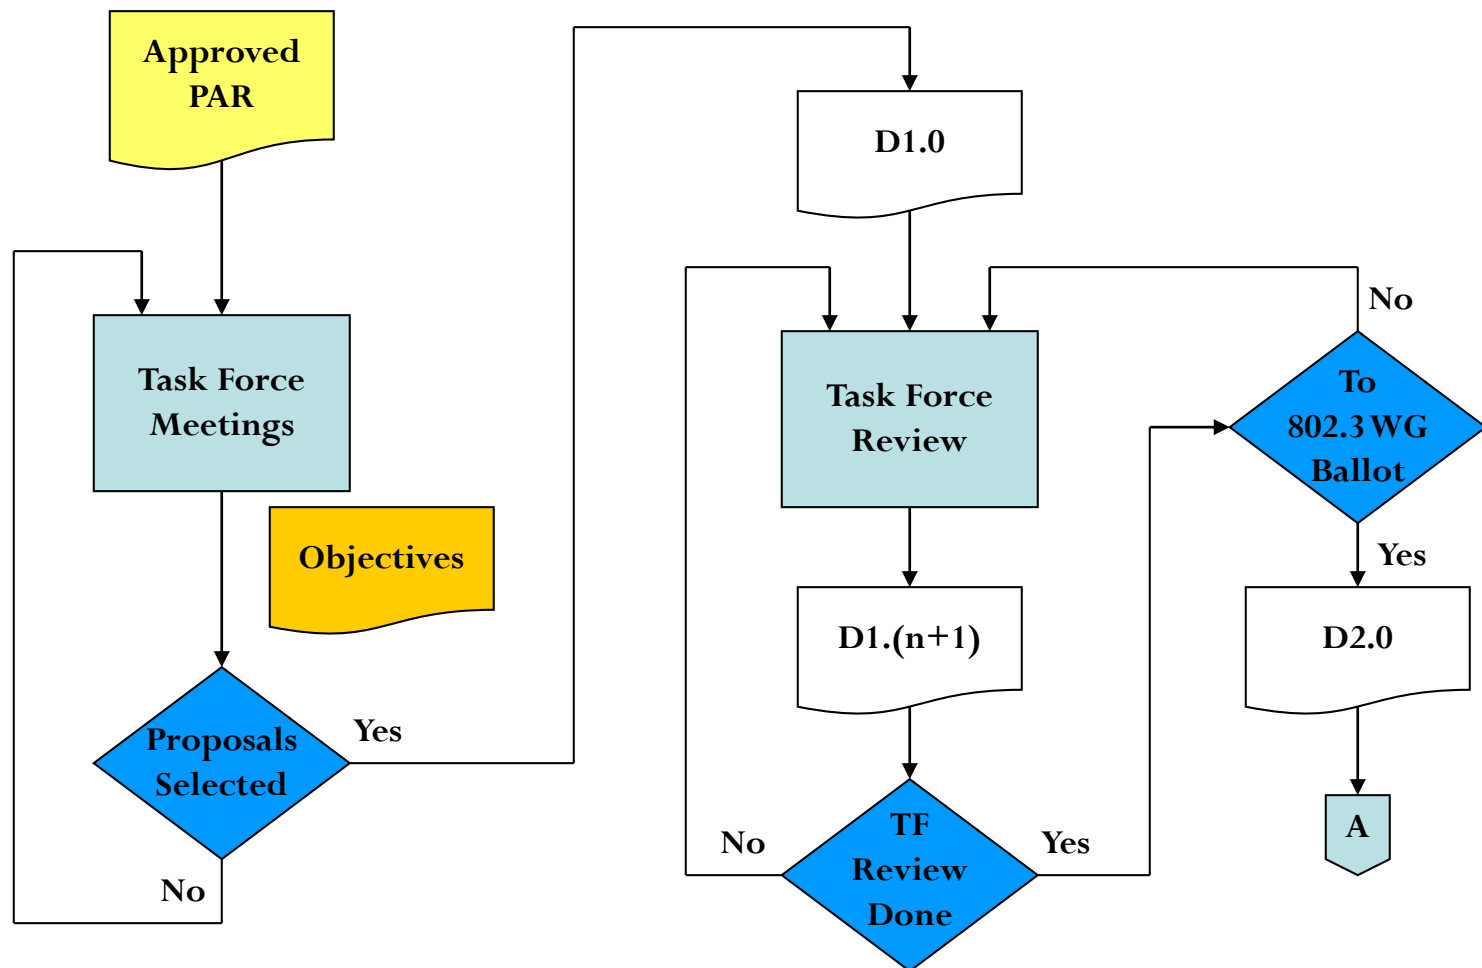 Approved
PAR
Task Force
Meetings
Objectives
Proposals
Selected
Yes
No
D1.0
Task Force
Review
D1.(n+1)
TF
Review
Done
No
Yes
To
802.3 WG
Ballot
No
Yes
D2.0
A